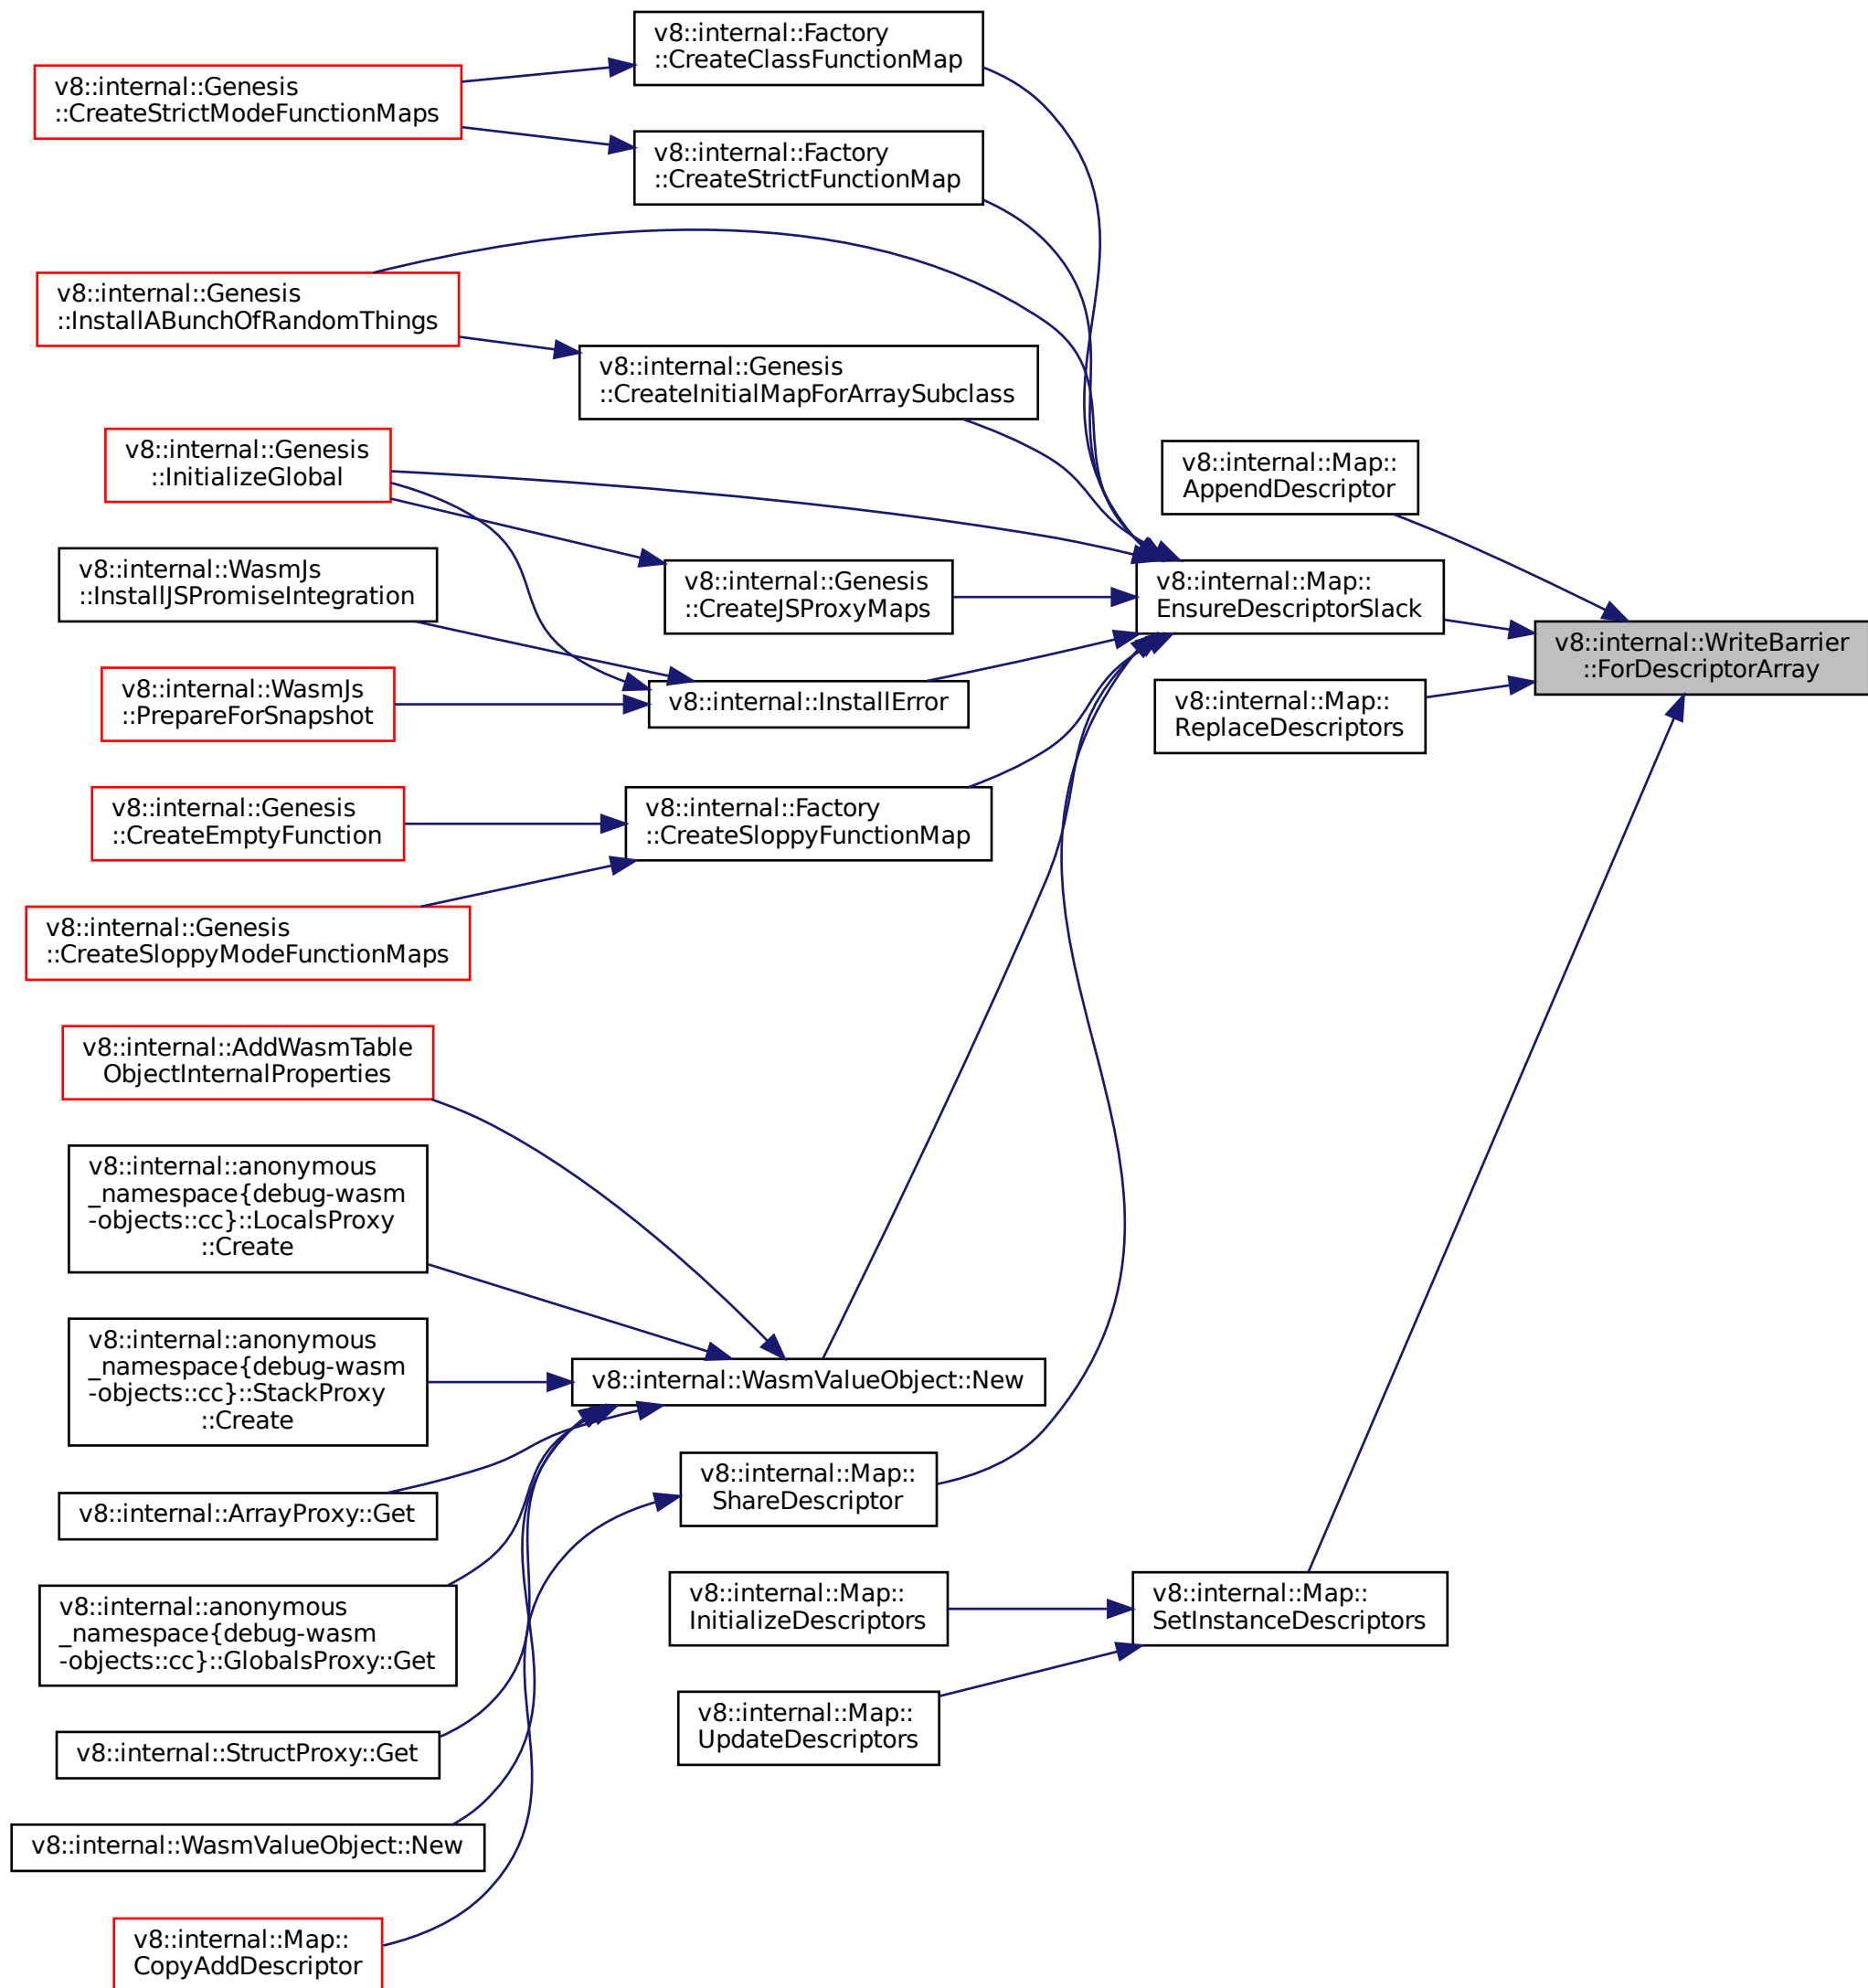 v8::internal::Factory
::CreateClassFunctionMap
v8::internal::Genesis
::CreateStrictModeFunctionMaps
v8::internal::Factory
::CreateStrictFunctionMap
v8::internal::Genesis
::InstallABunchOfRandomThings
v8::internal::Genesis
::CreateInitialMapForArraySubclass
v8::internal::Genesis
::InitializeGlobal
v8::internal::Map::
AppendDescriptor
v8::internal::WasmJs
::InstallJSPromiseIntegration
v8::internal::Genesis
::CreateJSProxyMaps
v8::internal::Map::
EnsureDescriptorSlack
v8::internal::WriteBarrier
::ForDescriptorArray
v8::internal::WasmJs
::PrepareForSnapshot
v8::internal::InstallError
v8::internal::Map::
ReplaceDescriptors
v8::internal::Genesis
::CreateEmptyFunction
v8::internal::Factory
::CreateSloppyFunctionMap
v8::internal::Genesis
::CreateSloppyModeFunctionMaps
v8::internal::AddWasmTable
ObjectInternalProperties
v8::internal::anonymous
_namespace{debug-wasm
-objects::cc}::LocalsProxy
::Create
v8::internal::anonymous
_namespace{debug-wasm
-objects::cc}::StackProxy
::Create
v8::internal::WasmValueObject::New
v8::internal::ArrayProxy::Get
v8::internal::Map::
ShareDescriptor
v8::internal::anonymous
_namespace{debug-wasm
-objects::cc}::GlobalsProxy::Get
v8::internal::Map::
InitializeDescriptors
v8::internal::Map::
SetInstanceDescriptors
v8::internal::StructProxy::Get
v8::internal::Map::
UpdateDescriptors
v8::internal::WasmValueObject::New
v8::internal::Map::
CopyAddDescriptor